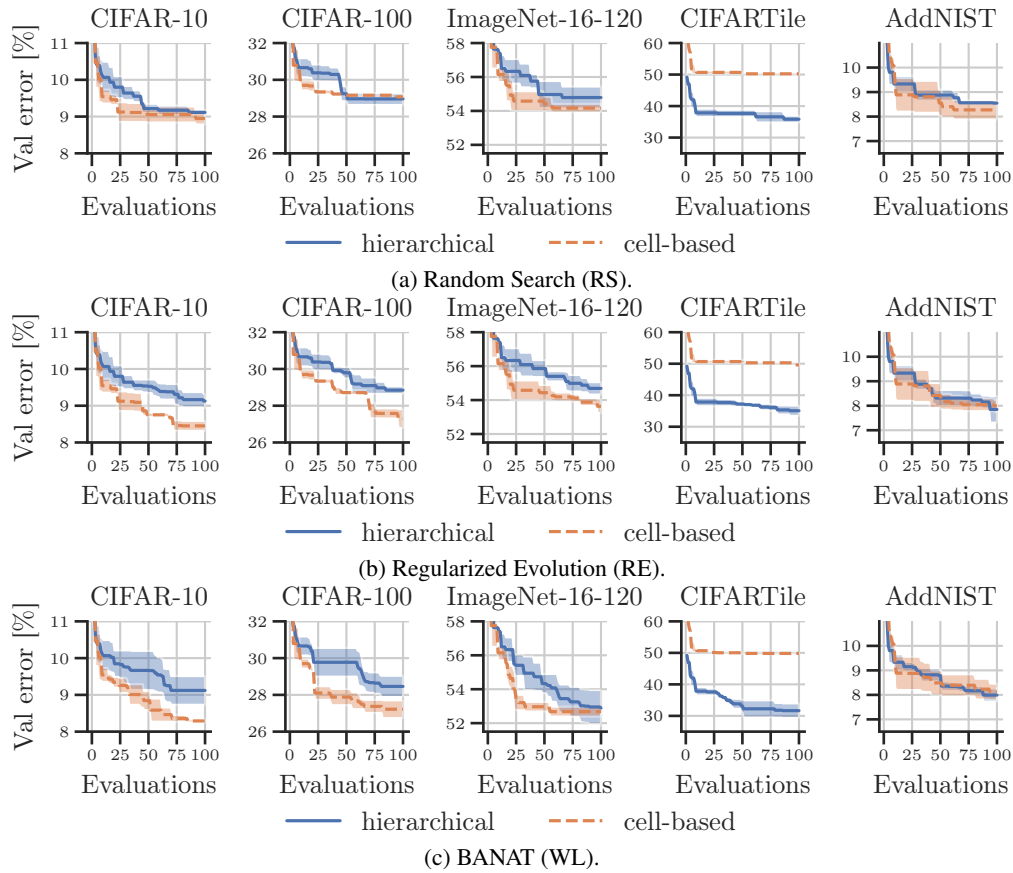 CIFAR-10 CIFAR-100 ImageNet-16-120 CIFARTile AddNIST
Val error [%]
11 10 9 8
32 30 28 26
58 56 54 52
60 50 40 30
10 9 8 7
0 25 50 75 100 0 25 50 75 100 0 25 50 75 100 0 25 50 75 100 0 25 50 75 100
Evaluations Evaluations Evaluations Evaluations Evaluations
hierarchical cell-based
(a) Random Search (RS).
CIFAR-10 CIFAR-100 ImageNet-16-120 CIFARTile AddNIST
Val error [%]
11 10 9 8
32 30 28 26
58 56 54 52
60 50 40 30
10 9 8 7
0 25 50 75 100 0 25 50 75 100 0 25 50 75 100 0 25 50 75 100 0 25 50 75 100
Evaluations Evaluations Evaluations Evaluations Evaluations
hierarchical cell-based
(b) Regularized Evolution (RE).
CIFAR-10 CIFAR-100 ImageNet-16-120 CIFARTile AddNIST
Val error [%]
11 10 9 8
32 30 28 26
58 56 54 52
60 50 40 30
10 9 8 7
0 25 50 75 100 0 25 50 75 100 0 25 50 75 100 0 25 50 75 100 0 25 50 75 100
Evaluations Evaluations Evaluations Evaluations Evaluations
hierarchical cell-based
(c) BANAT (WL).